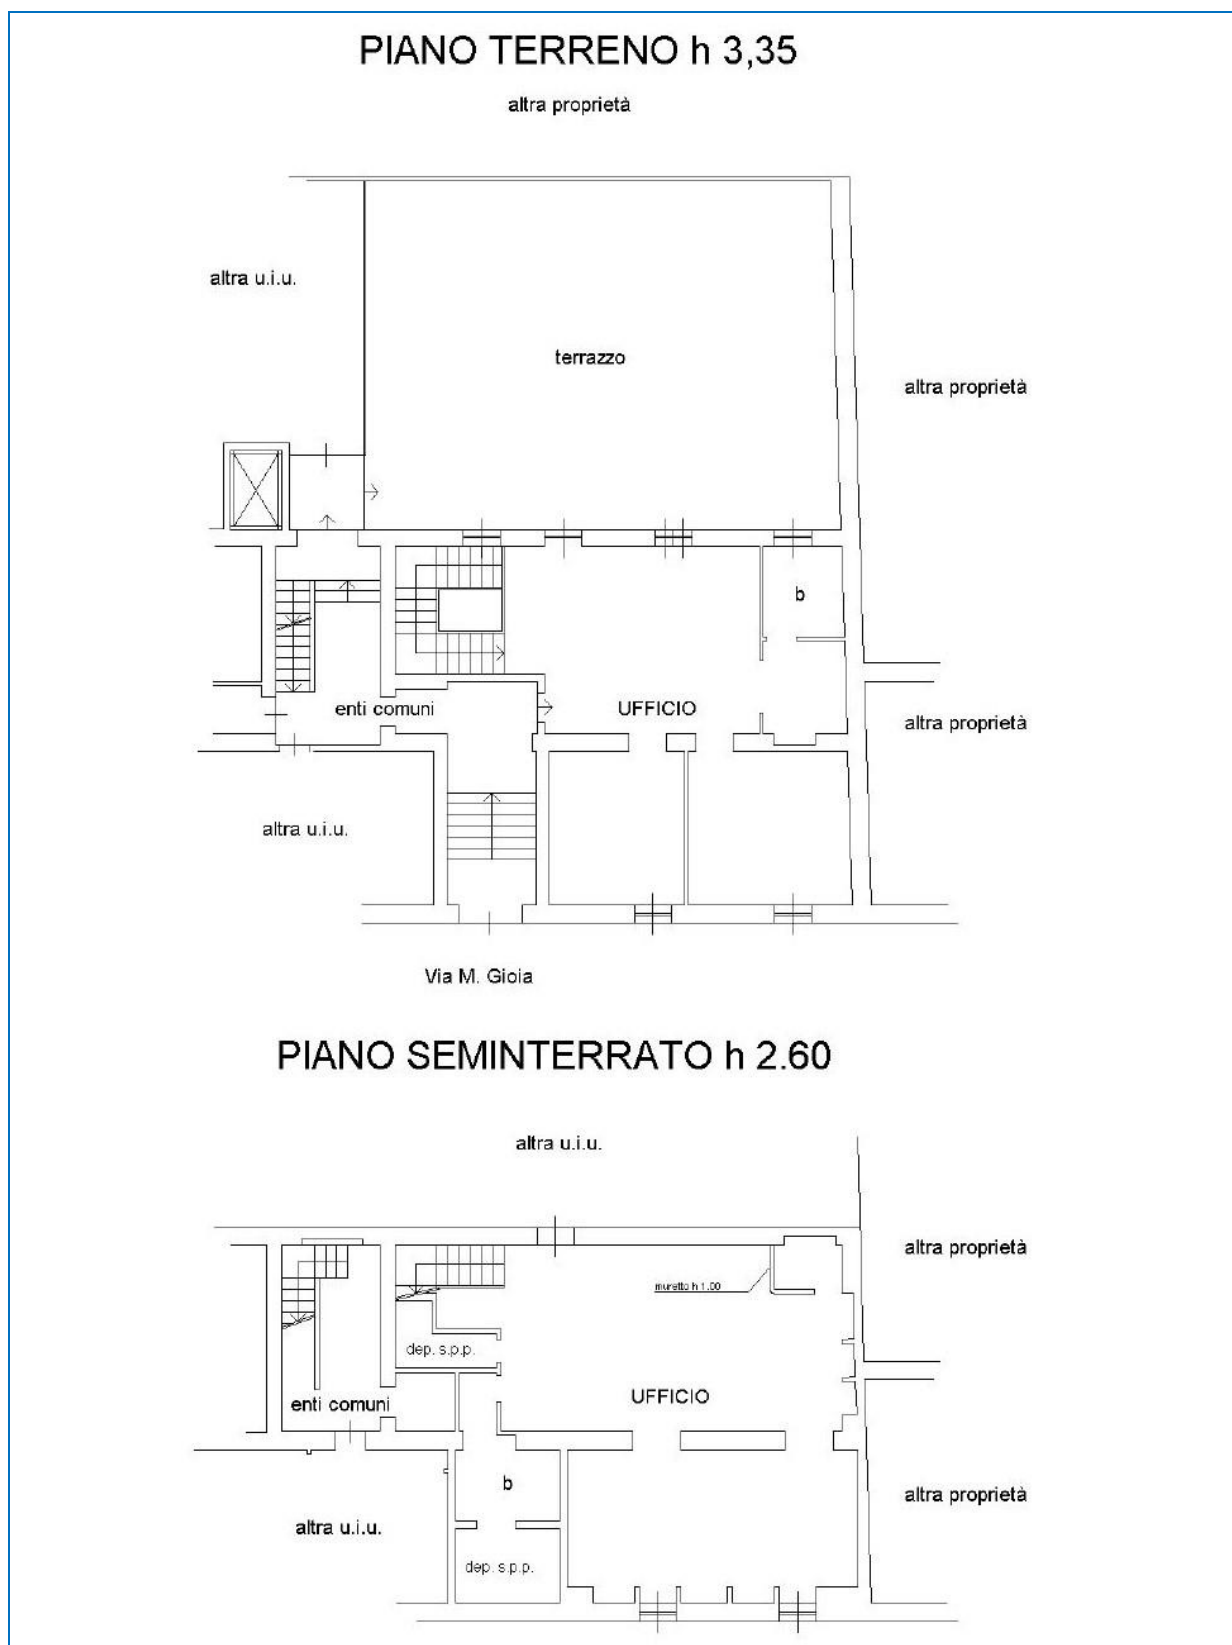 PIANO TERRENO h 3,35
altra proprietà
altra u.i.u.
terrazzo
altra proprietà
b
enti comuni
UFFICIO
altra proprietà
altra u.i.u.
Via M. Gioia
PIANO SEMINTERRATO h 2.60
altra u.i.u.
altra proprietà
muretto h 1.00
dep. s.p.p.
enti comuni
UFFICIO
b
altra proprietà
altra u.i.u.
dep. s.p.p.